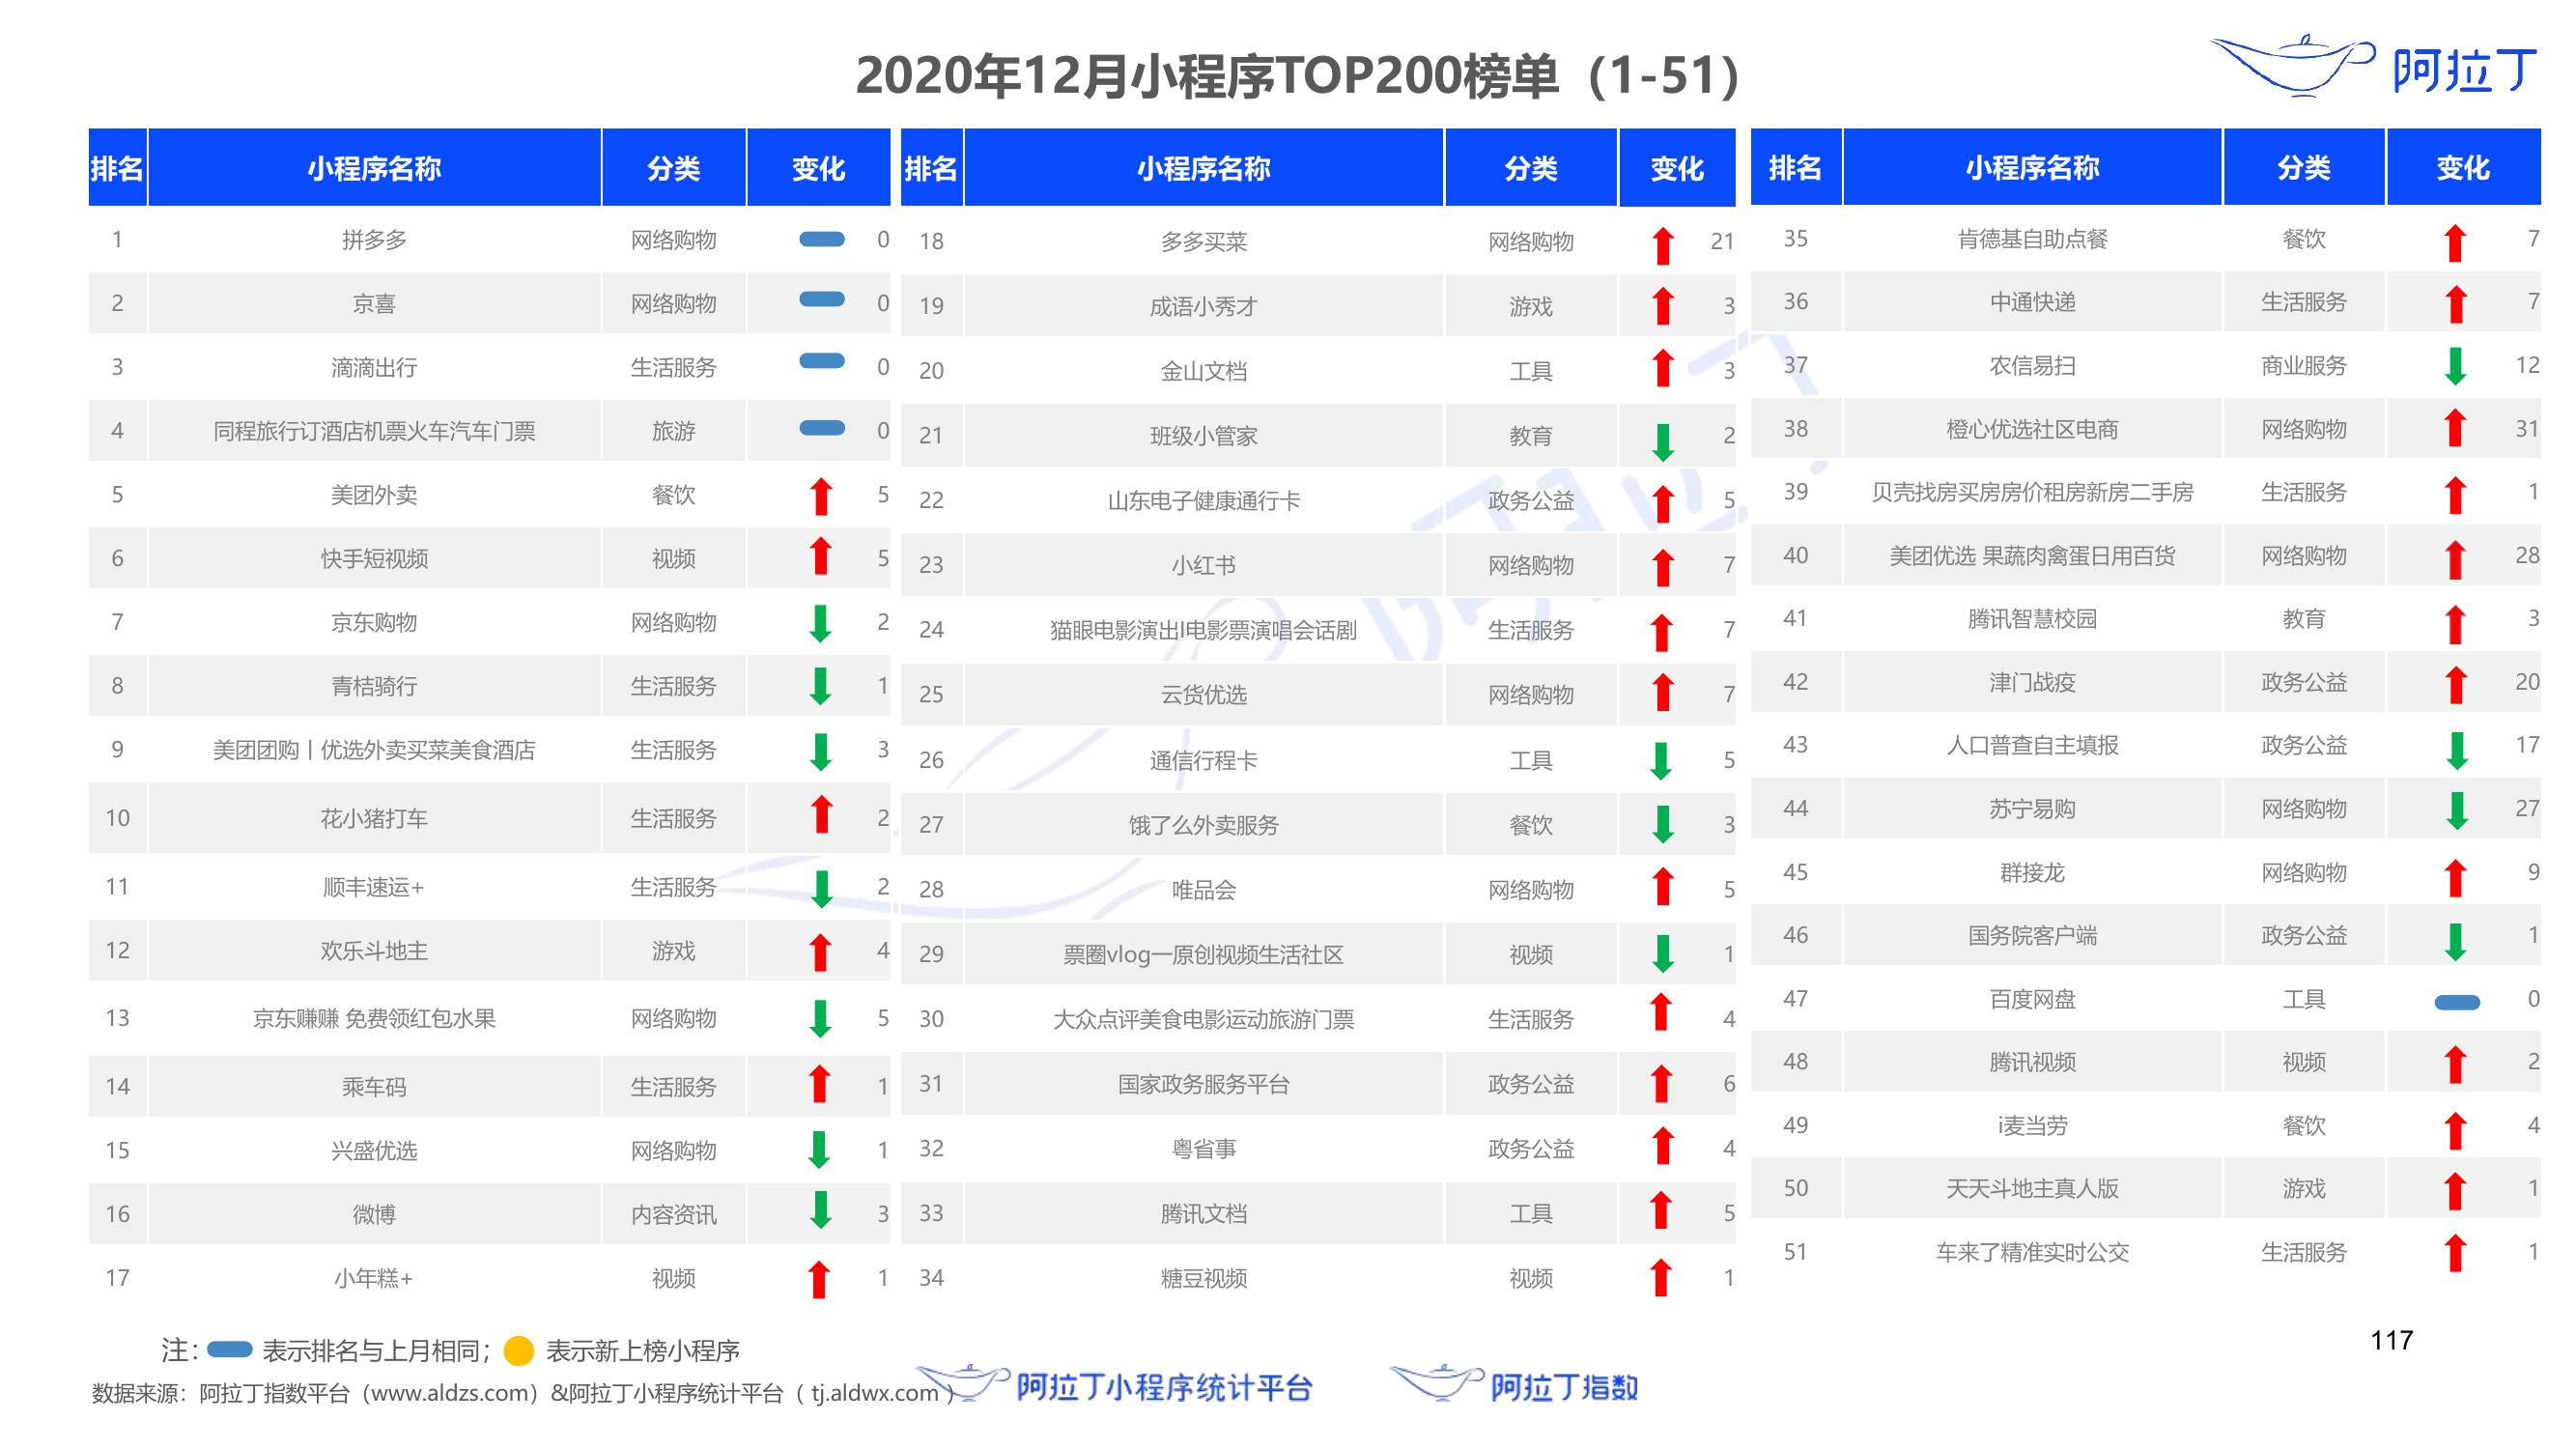 2020年12月小程序TOP200榜单（1-51）
阿拉丁
排名 小程序名称 分类 变化
1 拼多多 网络购物 0
2 京喜 网络购物 0
3 滴滴出行 生活服务 0
4 同程旅行订酒店机票火车汽车门票 旅游 0
5 美团外卖 餐饮 5
6 快手短视频 视频 5
7 京东购物 网络购物 2
8 青桔骑行 生活服务 1
9 美团团购丨优选外卖买菜美食酒店 生活服务 3
10 花小猪打车 生活服务 2
11 顺丰速运+ 生活服务 2
12 欢乐斗地主 游戏 4
13 京东赚赚 免费领红包水果 网络购物 5
14 乘车码 生活服务 1
15 兴盛优选 网络购物 1
16 微博 内容资讯 3
17 小年糕+ 视频 1
排名 小程序名称 分类 变化
18 多多买菜 网络购物 21
19 成语小秀才 游戏 3
20 金山文档 工具 3
21 班级小管家 教育 2
22 山东电子健康通行卡 政务公益 5
23 小红书 网络购物 7
24 猫眼电影演出l电影票演唱会话剧 生活服务 7
25 云货优选 网络购物 7
26 通信行程卡 工具 5
27 饿了么外卖服务 餐饮 3
28 唯品会 网络购物 5
29 票圈vlog一原创视频生活社区 视频 1
30 大众点评美食电影运动旅游门票 生活服务 4
31 国家政务服务平台 政务公益 6
32 粤省事 政务公益 4
33 腾讯文档 工具 5
34 糖豆视频 视频 1
排名 小程序名称 分类 变化
35 肯德基自助点餐 餐饮 7
36 中通快递 生活服务 7
37 农信易扫 商业服务 12
38 橙心优选社区电商 网络购物 31
39 贝壳找房买房房价租房新房二手房 生活服务 1
40 美团优选 果蔬肉禽蛋日用百货 网络购物 28
41 腾讯智慧校园 教育 3
42 津门战疫 政务公益 20
43 人口普查自主填报 政务公益 17
44 苏宁易购 网络购物 27
45 群接龙 网络购物 9
46 国务院客户端 政务公益 1
47 百度网盘 工具 0
48 腾讯视频 视频 2
49 i麦当劳 餐饮 4
50 天天斗地主真人版 游戏 1
51 车来了精准实时公交 生活服务 1
注： 表示排名与上月相同； 表示新上榜小程序
117
数据来源：阿拉丁指数平台（www.aldzs.com）&阿拉丁小程序统计平台（ tj.aldwx.com ）
阿拉丁小程序统计平台
阿拉丁指数